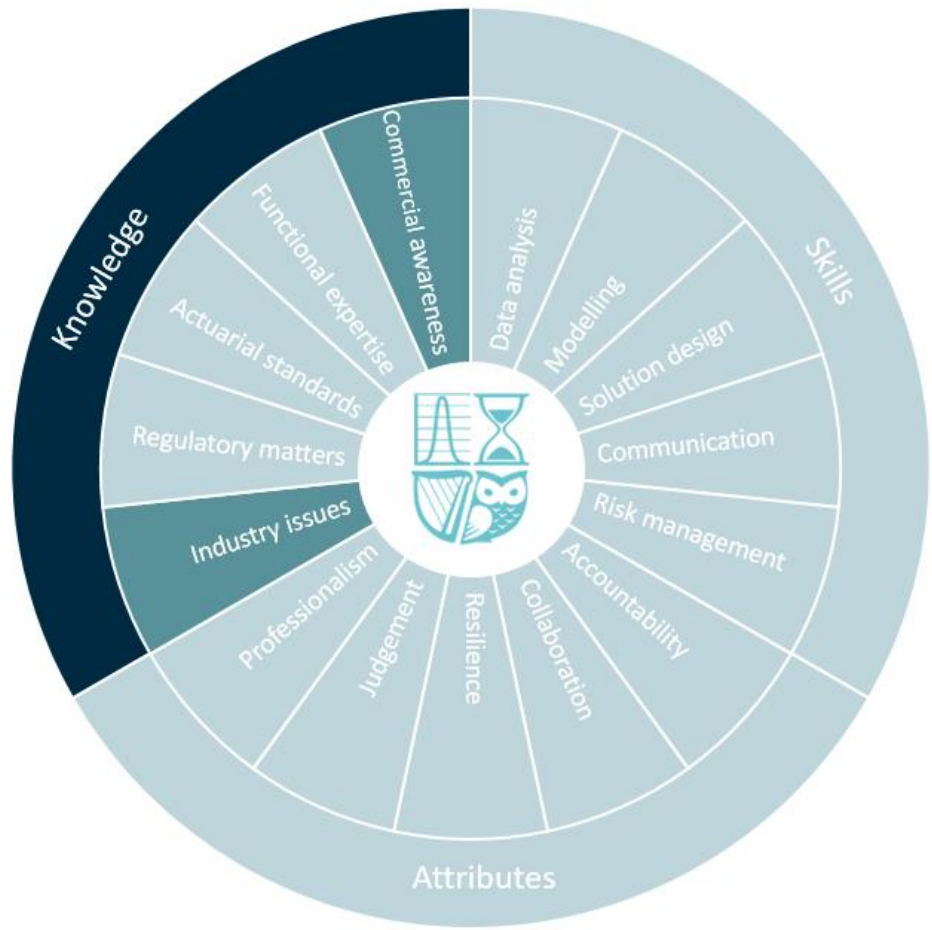 Knowledge
Commercial awareness
Functional expertise
Actuarial standards
Regulatory matters
Industry issues
Skills
Data analysis
Modelling
Solution design
Communication
Risk management
Attributes
Accountability
Collaboration
Resilience
Judgement
Professionalism